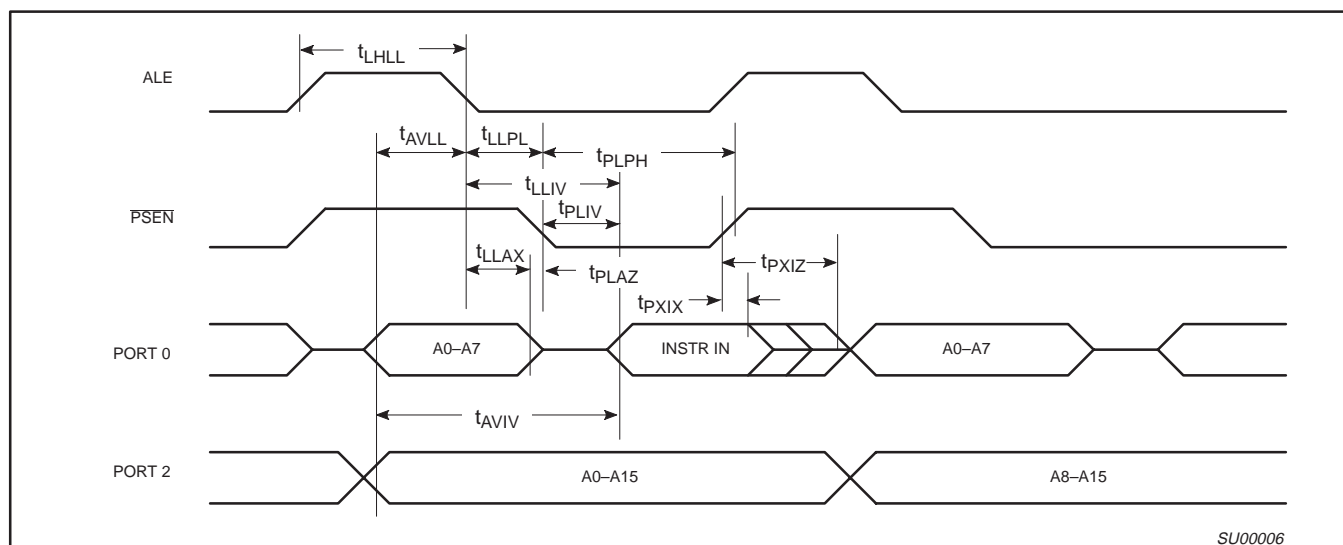 tLHLL
ALE
tAVLL tLLPL tPLPH
tLLIV
PSEN tPLIV
tLLAX tPLAZ tPXIZ
tPXIX
PORT 0 A0–A7 INSTR IN A0–A7
tAVIV
PORT 2 A0–A15 A8–A15
SU00006